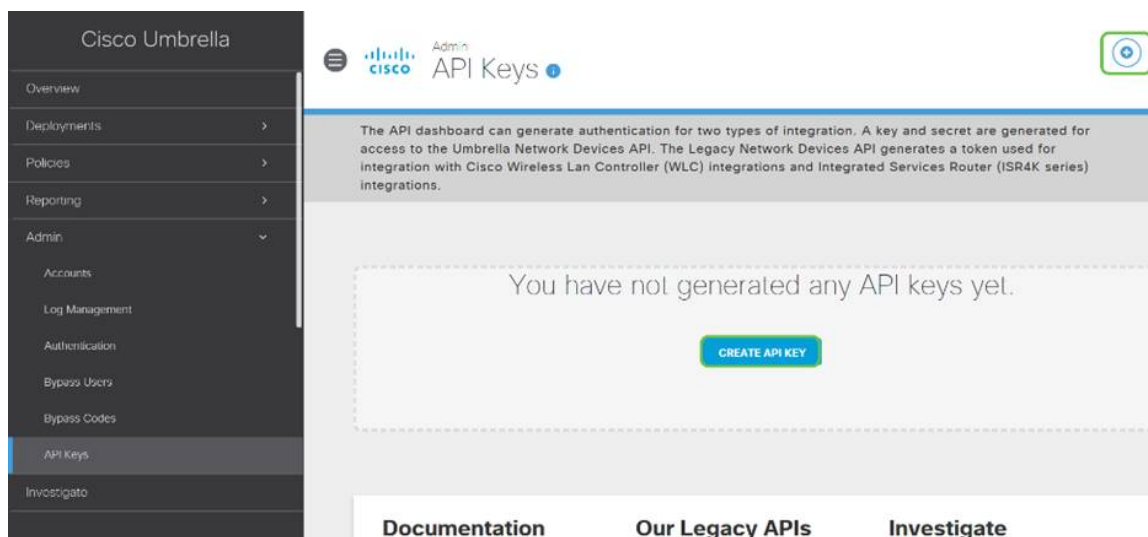 Cisco Umbrella
Overview
Deployments
Policies
Reporting
Admin
Accounts
Log Management
Authentication
Bypass Users
Bypass Codes
API Keys
Investigate
CISCO
Admin
API Keys
The API dashboard can generate authentication for two types of integration. A key and secret are generated for
access to the Umbrella Network Devices API. The Legacy Network Devices API generates a token used for
integration with Cisco Wireless Lan Controller (WLC) integrations and Integrated Services Router (ISR4K series)
integrations.
You have not generated any API keys yet.
CREATE API KEY
Documentation
Our Legacy APIs
Investigate